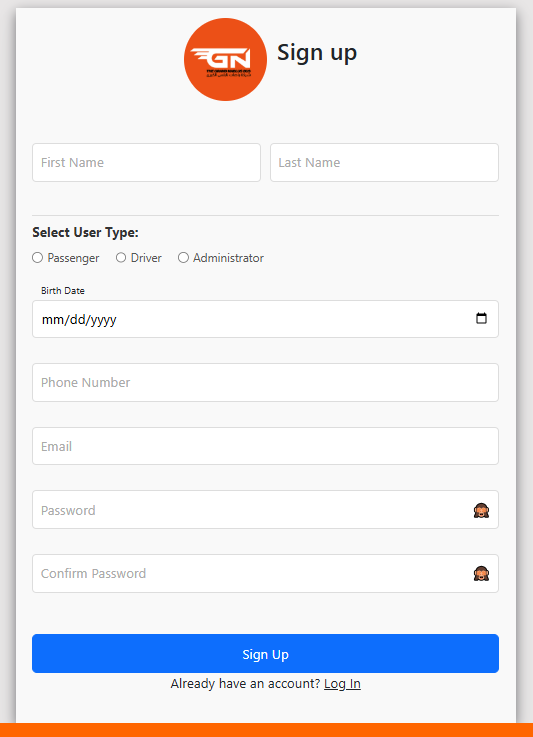 GN
Sign up
First Name Last Name
Select User Type:
Passenger Driver Administrator
Birth Date
mm/dd/yyyy
Phone Number
Email
Password
Confirm Password
Sign Up
Already have an account? Log In